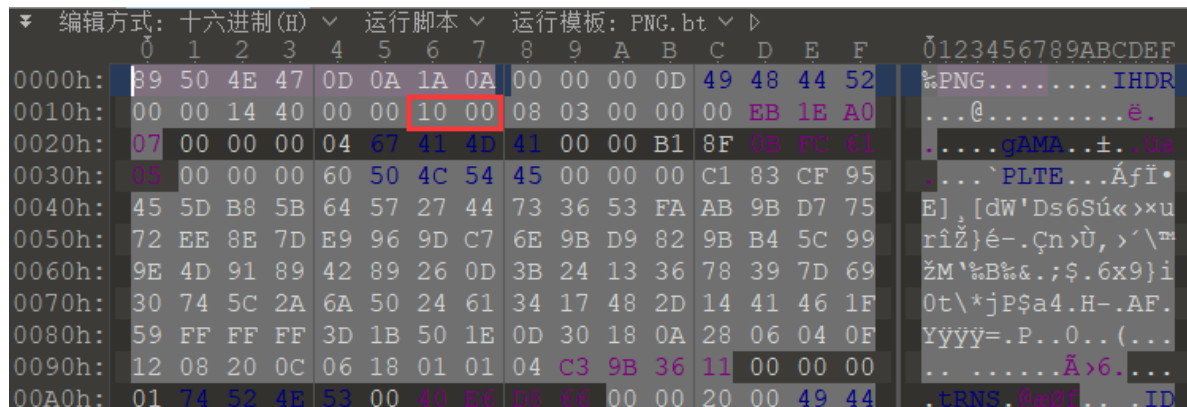 编辑方式: 十六进制(H) 运行脚本 运行模板: PNG.bt
0 1 2 3 4 5 6 7 8 9 A B C D E F 0123456789ABCDEF
0000h: 89 50 4E 47 0D 0A 1A 0A 00 00 00 0D 49 48 44 52 ‰PNG........IHDR
0010h: 00 00 14 40 00 00 10 00 08 03 00 00 00 EB 1E A0 ...@.........ë.
0020h: 07 00 00 00 04 67 41 4D 41 00 00 B1 8F 0B FC 61 .....gAMA..±..üa
0030h: 05 00 00 00 60 50 4C 54 45 00 00 00 C1 83 CF 95 ....`PLTE...ÁƒÏ•
0040h: 45 5D B8 5B 64 57 27 44 73 36 53 FA AB 9B D7 75 E]¸[dW'Ds6Sú«›×u
0050h: 72 EE 8E 7D E9 96 9D C7 6E 9B D9 82 9B B4 5C 99 rîŽ}é–.Çn›Ù‚›´\™
0060h: 9E 4D 91 89 42 89 26 0D 3B 24 13 36 78 39 7D 69 žM‘‰B‰&.;$.6x9}i
0070h: 30 74 5C 2A 6A 50 24 61 34 17 48 2D 14 41 46 1F 0t\*jP$a4.H-.AF.
0080h: 59 FF FF FF 3D 1B 50 1E 0D 30 18 0A 28 06 04 0F Yÿÿÿ=.P..0..(...
0090h: 12 08 20 0C 06 18 01 01 04 C3 9B 36 11 00 00 00 .. ......Ã›6....
00A0h: 01 74 52 4E 53 00 40 E6 D8 66 00 00 20 00 49 44 .tRNS.@æØf.. .ID